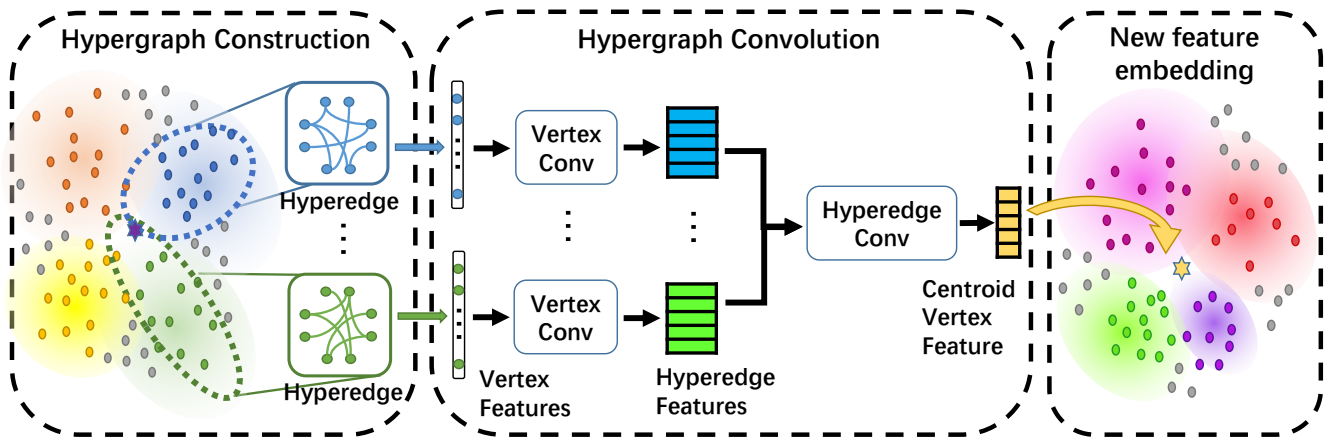 Hypergraph Construction
Hyperedge
Hyperedge
Hypergraph Convolution
Vertex
Conv
Vertex
Conv
Vertex
Features
Hyperedge
Features
Hyperedge
Conv
Centroid
Vertex
Feature
New feature
embedding